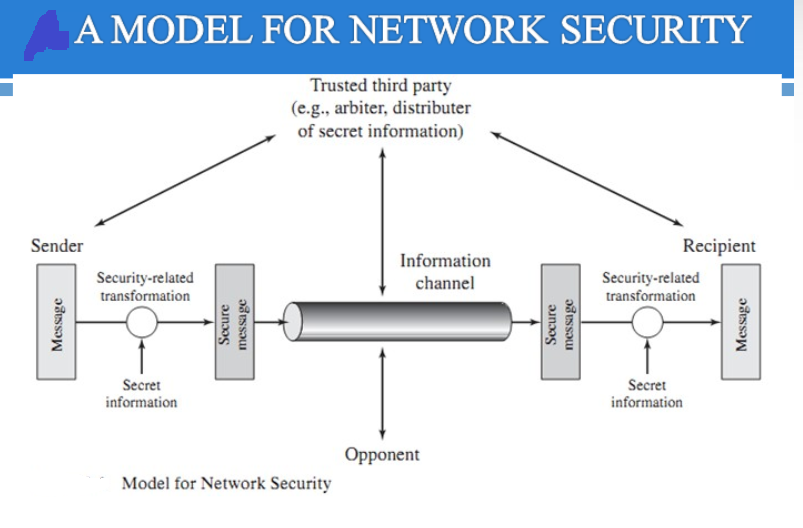 A MODEL FOR NETWORK SECURITY
Trusted third party
(e.g., arbiter, distributer
of secret information)
Sender
Recipient
Information
channel
Security-related
transformation
Security-related
transformation
Message
Secure
message
Secure
message
Message
Secret
information
Secret
information
Opponent
Model for Network Security